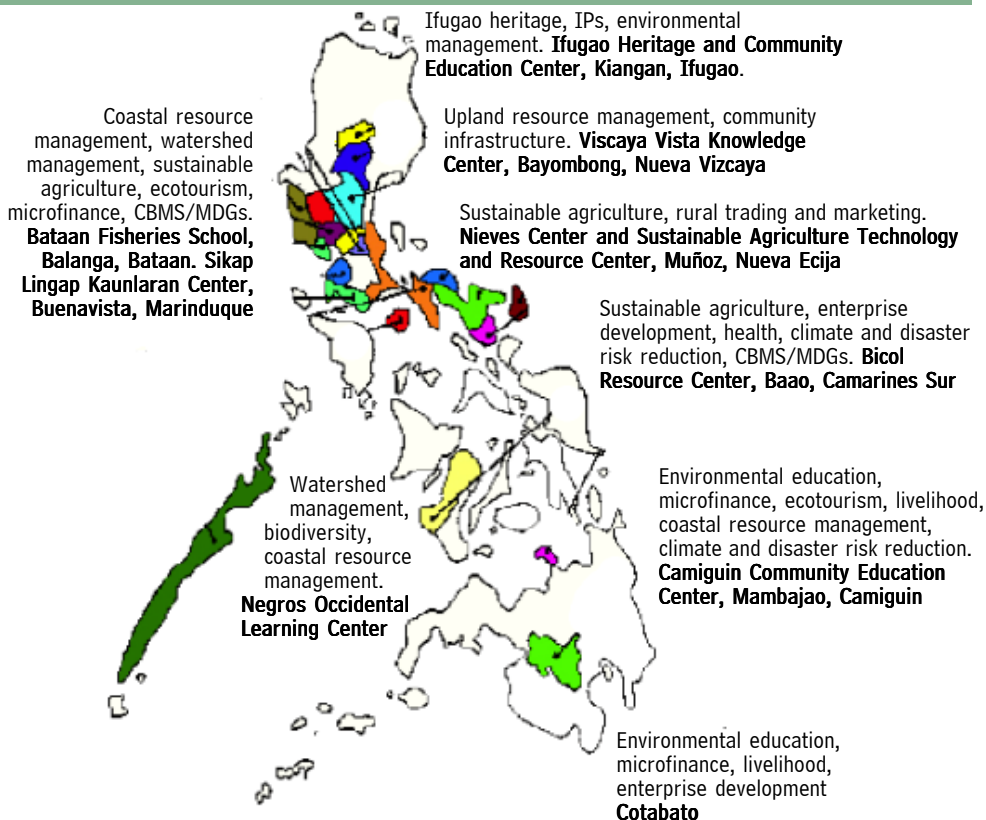 Ifugao heritage, IPs, environmental
management. Ifugao Heritage and Community
Education Center, Kiangan, Ifugao.
Coastal resource
management, watershed
management, sustainable
agriculture, ecotourism,
microfinance, CBMS/MDGs.
Bataan Fisheries School,
Balanga, Bataan. Sikap
Lingap Kaunlaran Center,
Buenavista, Marinduque
Upland resource management, community
infrastructure. Viscaya Vista Knowledge
Center, Bayombong, Nueva Vizcaya
Sustainable agriculture, rural trading and marketing.
Nieves Center and Sustainable Agriculture Technology
and Resource Center, Muñoz, Nueva Ecija
Sustainable agriculture, enterprise
development, health, climate and disaster
risk reduction, CBMS/MDGs. Bicol
Resource Center, Baao, Camarines Sur
Watershed
management,
biodiversity,
coastal resource
management.
Negros Occidental
Learning Center
Environmental education,
microfinance, ecotourism, livelihood,
coastal resource management,
climate and disaster risk reduction.
Camiguin Community Education
Center, Mambajao, Camiguin
Environmental education,
microfinance, livelihood,
enterprise development
Cotabato